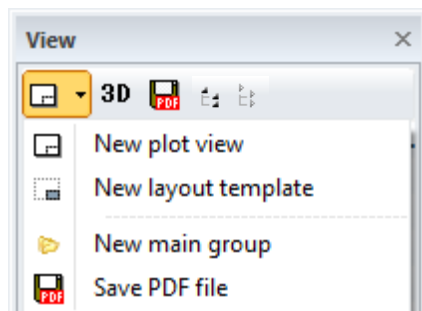 View
3D PDF
New plot view
New layout template
New main group
PDF Save PDF file